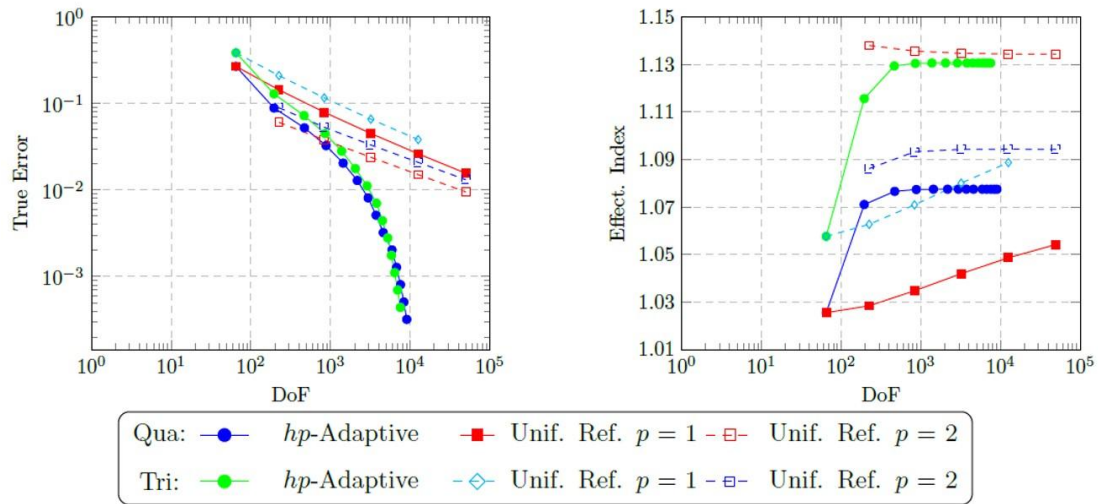 10^0
10^-1
10^-2
10^-3
True Error
10^0 10^1 10^2 10^3 10^4 10^5
DoF
1.15
1.13
1.11
1.09
1.07
1.05
1.03
1.01
Effect. Index
10^0 10^1 10^2 10^3 10^4 10^5
DoF
Qua: hp-Adaptive Unif. Ref. p = 1 Unif. Ref. p = 2
Tri: hp-Adaptive Unif. Ref. p = 1 Unif. Ref. p = 2